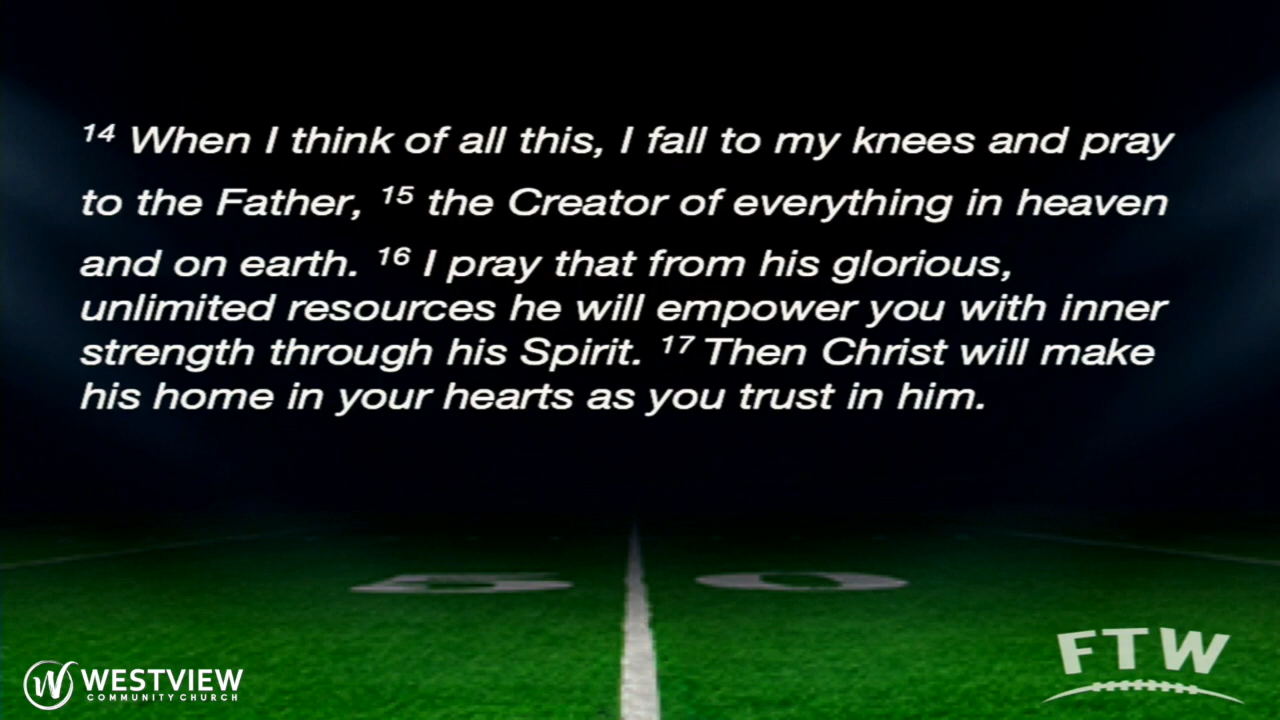 14 When I think of all this, I fall to my knees and pray
to the Father, 15 the Creator of everything in heaven
and on earth. 16 I pray that from his glorious,
unlimited resources he will empower you with inner
strength through his Spirit. 17 Then Christ will make
his home in your hearts as you trust in him.
5 0
FTW
W WESTVIEW
COMMUNITY CHURCH